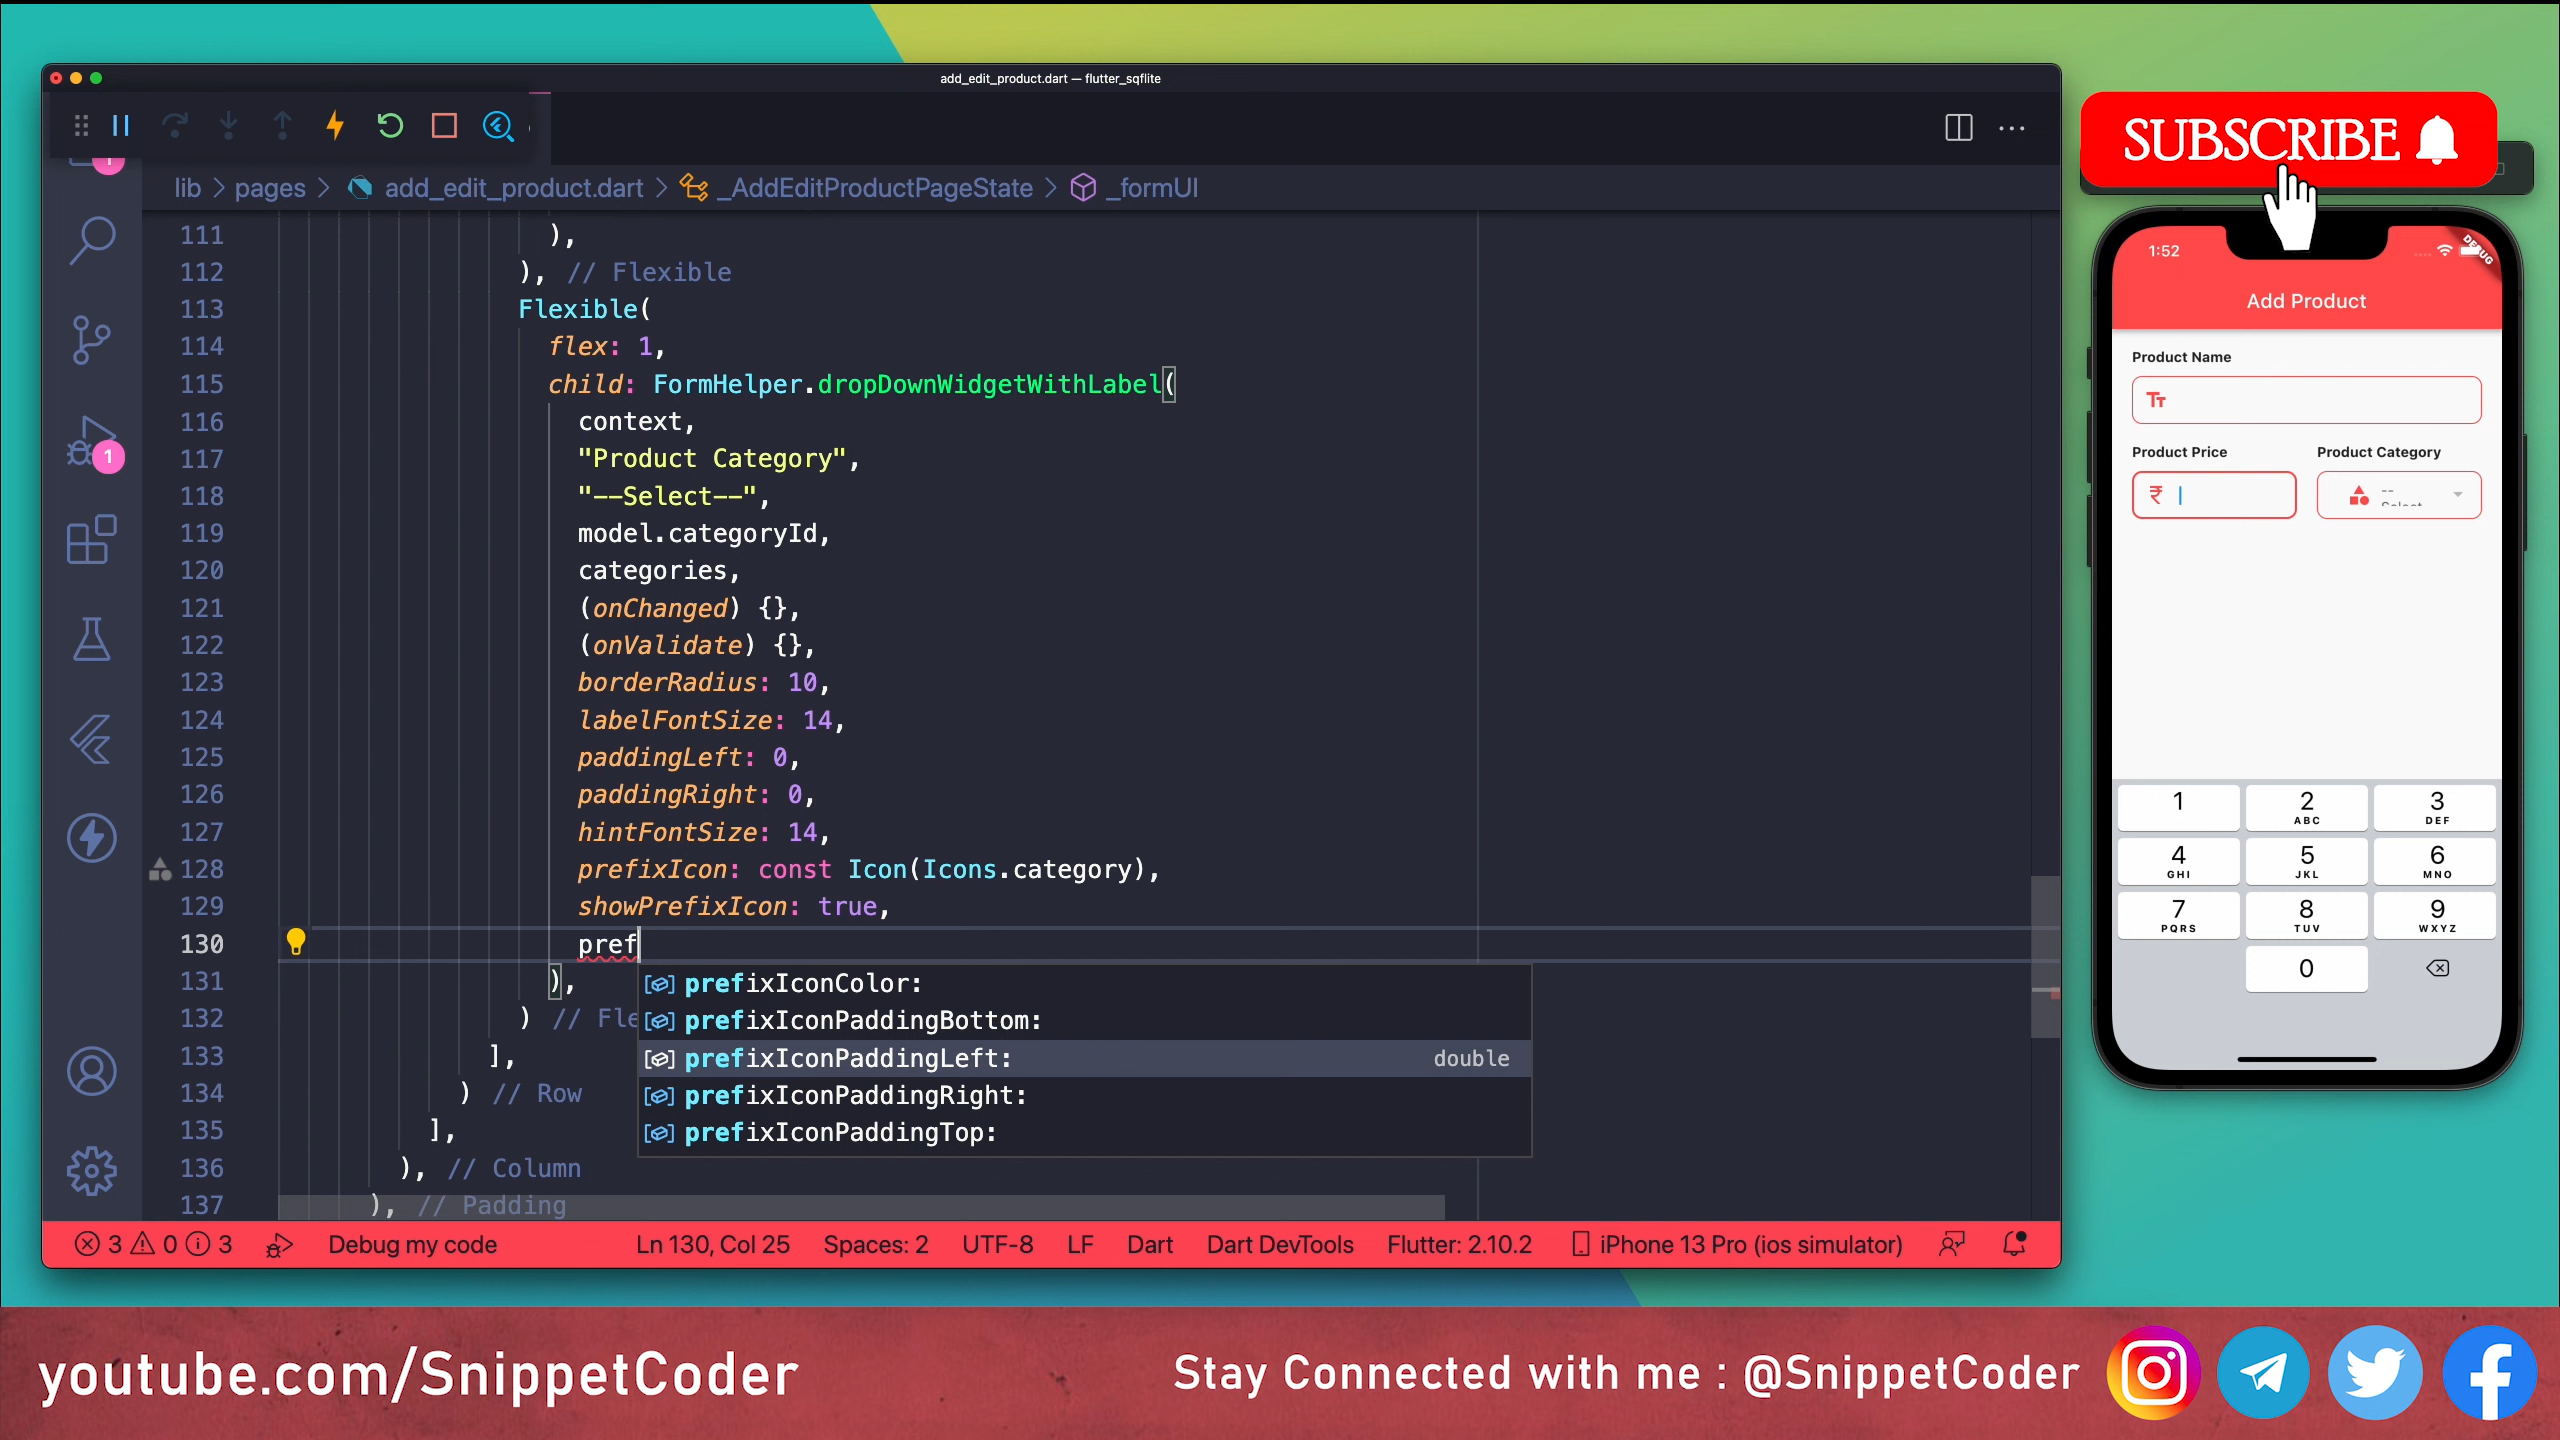 add_edit_product.dart — flutter_sqflite
lib > pages > add_edit_product.dart > _AddEditProductPageState > _formUI
111 ),
112 ), // Flexible
113 Flexible(
114 flex: 1,
115 child: FormHelper.dropDownWidgetWithLabel(
116 context,
117 "Product Category",
118 "--Select--",
119 model.categoryId,
120 categories,
121 (onChanged) {},
122 (onValidate) {},
123 borderRadius: 10,
124 labelFontSize: 14,
125 paddingLeft: 0,
126 paddingRight: 0,
127 hintFontSize: 14,
128 prefixIcon: const Icon(Icons.category),
129 showPrefixIcon: true,
130 pref
131 ),
132 ) // Fle
133 ],
134 ) // Row
135 ],
136 ), // Column
137 ), // Padding
prefixIconColor:
prefixIconPaddingBottom:
prefixIconPaddingLeft: double
prefixIconPaddingRight:
prefixIconPaddingTop:
1
1
3 0 3 Debug my code Ln 130, Col 25 Spaces: 2 UTF-8 LF Dart Dart DevTools Flutter: 2.10.2 iPhone 13 Pro (ios simulator)
SUBSCRIBE
1:52
DEBUG
Add Product
Product Name
Product Price Product Category
₹ --
Select
1 2 3
ABC DEF
4 5 6
GHI JKL MNO
7 8 9
PQRS TUV WXYZ
0
youtube.com/SnippetCoder
Stay Connected with me : @SnippetCoder